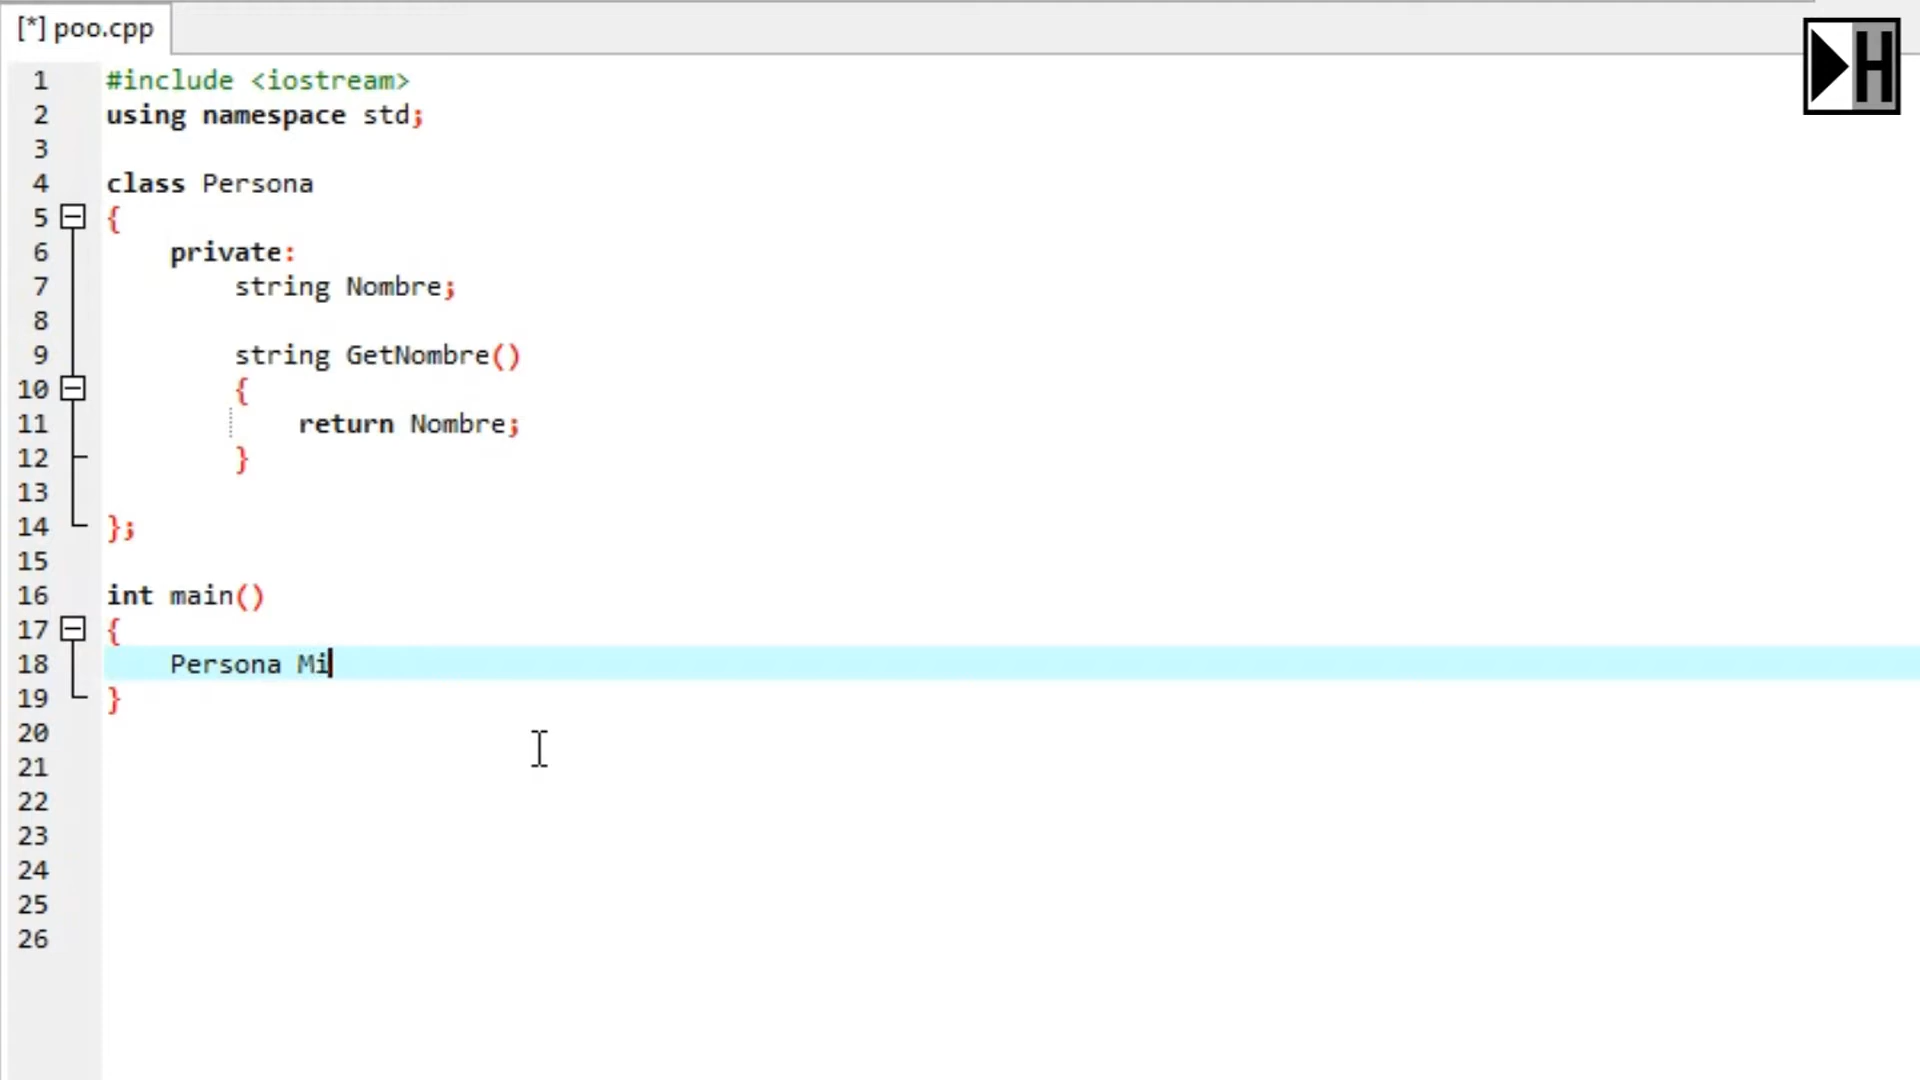 [*] poo.cpp
H
1 #include <iostream>
2 using namespace std;
3
4 class Persona
5 {
6 private:
7 string Nombre;
8
9 string GetNombre()
10 {
11 return Nombre;
12 }
13
14 };
15
16 int main()
17 {
18 Persona Mi
19 }
20
21
22
23
24
25
26